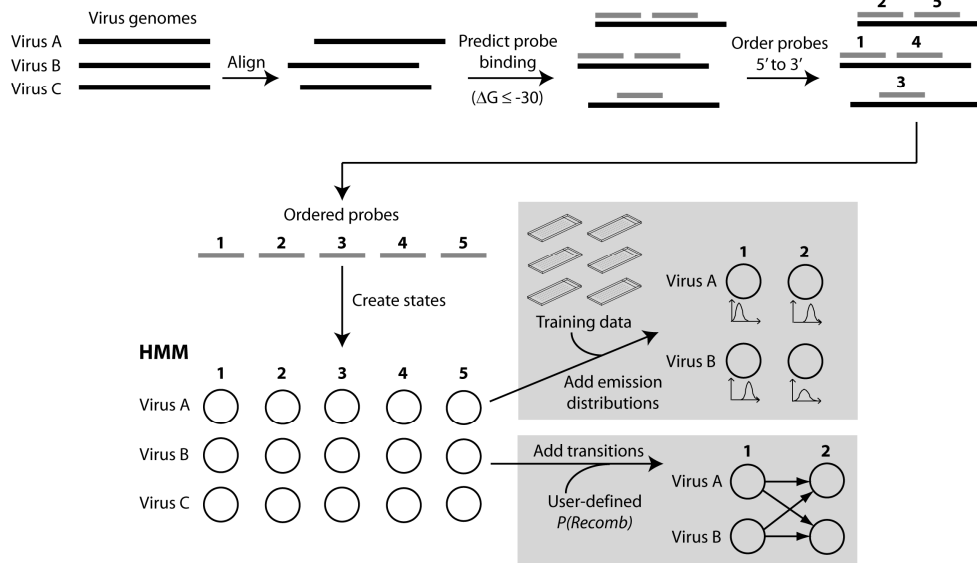 Virus genomes
Virus A
Virus B
Virus C
Align
Predict probe
binding
(ΔG ≤ -30)
Order probes
5' to 3'
2 5
1 4
3
Ordered probes
1 2 3 4 5
Create states
HMM
1 2 3 4 5
Virus A
Virus B
Virus C
Training data
Add emission
distributions
1 2
Virus A
Virus B
Add transitions
User-defined
P(Recomb)
1 2
Virus A
Virus B